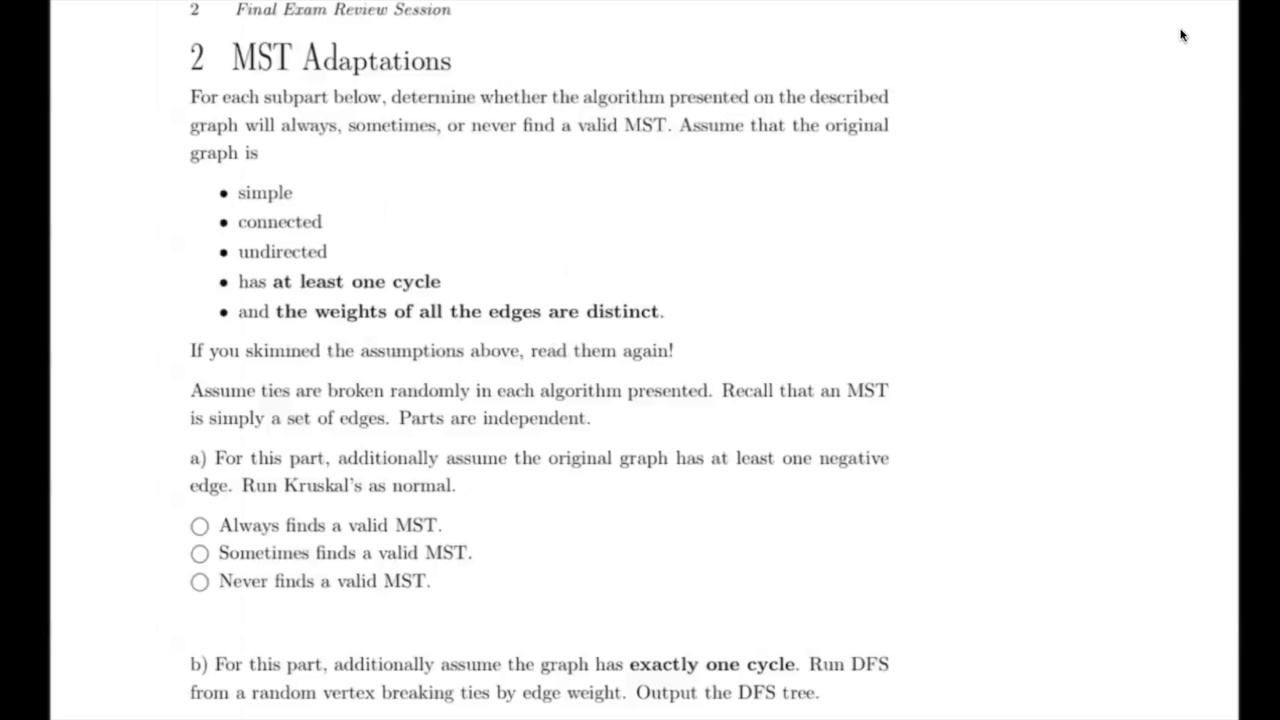 2 Final Exam Review Session
2 MST Adaptations
For each subpart below, determine whether the algorithm presented on the described
graph will always, sometimes, or never find a valid MST. Assume that the original
graph is
• simple
• connected
• undirected
• has at least one cycle
• and the weights of all the edges are distinct.
If you skimmed the assumptions above, read them again!
Assume ties are broken randomly in each algorithm presented. Recall that an MST
is simply a set of edges. Parts are independent.
a) For this part, additionally assume the original graph has at least one negative
edge. Run Kruskal's as normal.
○ Always finds a valid MST.
○ Sometimes finds a valid MST.
○ Never finds a valid MST.
b) For this part, additionally assume the graph has exactly one cycle. Run DFS
from a random vertex breaking ties by edge weight. Output the DFS tree.